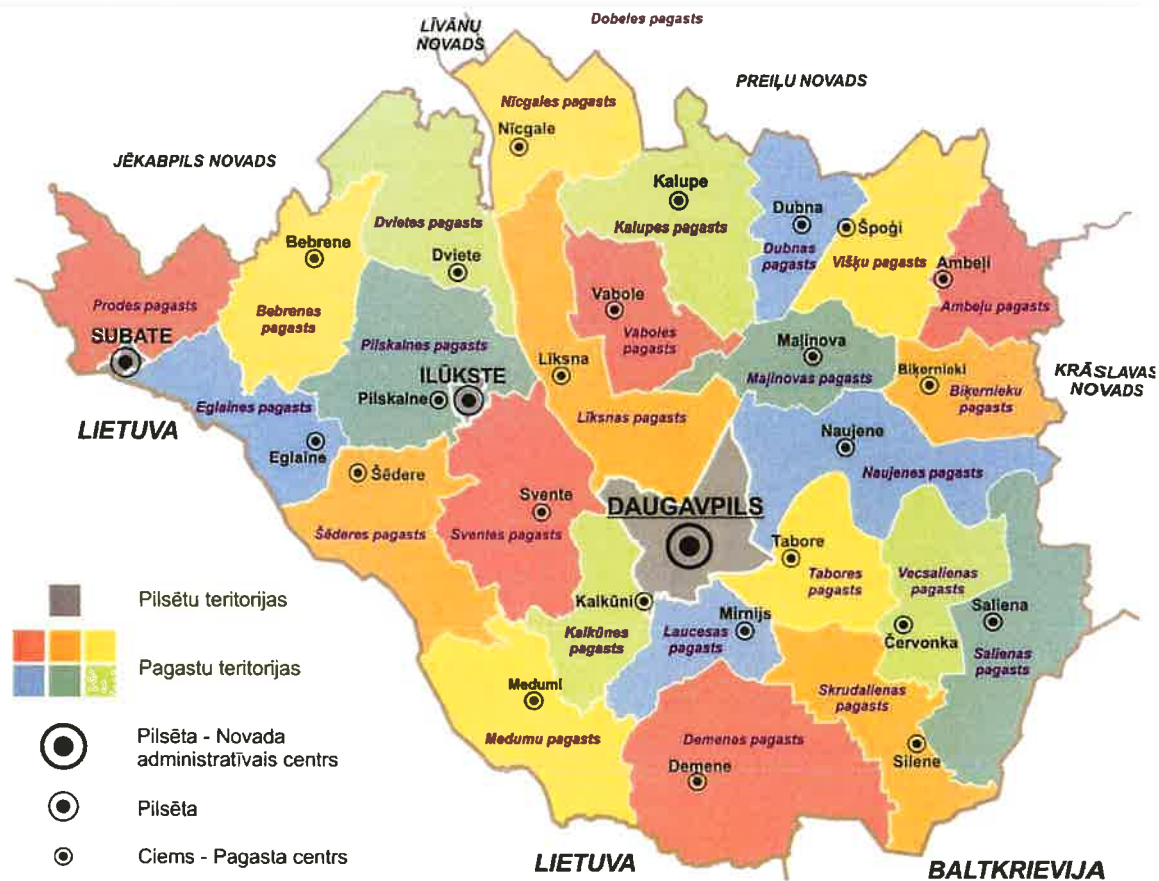 Dobeles pagasts
LĪVĀNU
NOVADS
PREIĻU NOVADS
Nīcgales pagasts
Nīcgale
JĒKABPILS NOVADS
Kalupe
Kalupes pagasts
Dubna
Dubnas
pagasts
Špoģi
Višķu pagasts
Ambeļi
Ambeļu pagasts
Dvietes pagasts
Dviete
Bebrene
Bebrenes
pagasts
Prodes pagasts
SUBATE
Vabole
Vaboles
pagasts
Pilskalnes pagasts
ILŪKSTE
Pilskalne
Līksna
Līksnas pagasts
Maļinova
Maļinovas pagasts
Biķernieki
Biķernieku
pagasts
KRĀSLAVAS
NOVADS
Eglaines pagasts
Eglaine
LIETUVA
Šēdere
Šēderes pagasts
Svente
Sventes pagasts
Naujene
Naujenes pagasts
DAUGAVPILS
Tabore
Tabores
pagasts
Vecsalienas
pagasts
Červonka
Saliena
Salienas
pagasts
Kalkūni
Kalkūnes
pagasts
Mirnijs
Laucesas
pagasts
Skrudalienas
pagasts
Silene
Medumi
Medumu pagasts
Demenes pagasts
Demene
LIETUVA
BALTKRIEVIJA
Pilsētu teritorijas
Pagastu teritorijas
Pilsēta - Novada
administratīvais centrs
Pilsēta
Ciems - Pagasta centrs